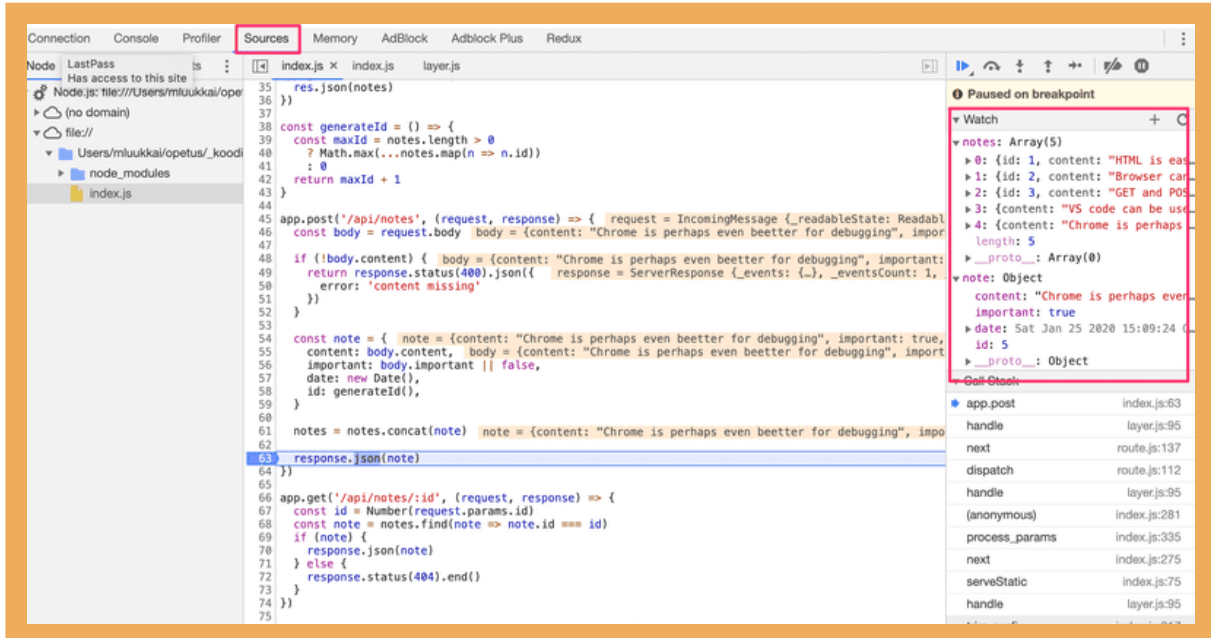 Connection Console Profiler Sources Memory AdBlock Adblock Plus Redux
Node
LastPass
Has access to this site
ts
index.js × index.js layer.js
Node.js: file:///Users/mluukkai/ope
(no domain)
file://
Users/mluukkai/opetus/_koodi
node_modules
index.js
35 res.json(notes)
36 })
37
38 const generateId = () => {
39 const maxId = notes.length > 0
40 ? Math.max(...notes.map(n => n.id))
41 : 0
42 return maxId + 1
43 }
44
45 app.post('/api/notes', (request, response) => { request = IncomingMessage {_readableState: Readabl
46 const body = request.body body = {content: "Chrome is perhaps even beetter for debugging", impor
47
48 if (!body.content) { body = {content: "Chrome is perhaps even beetter for debugging", important:
49 return response.status(400).json({ response = ServerResponse {_events: {…}, _eventsCount: 1,
50 error: 'content missing'
51 })
52 }
53
54 const note = { note = {content: "Chrome is perhaps even beetter for debugging", important: true,
55 content: body.content, body = {content: "Chrome is perhaps even beetter for debugging", import
56 important: body.important || false,
57 date: new Date(),
58 id: generateId(),
59 }
60
61 notes = notes.concat(note) note = {content: "Chrome is perhaps even beetter for debugging", impo
62
63 response.json(note)
64 })
65
66 app.get('/api/notes/:id', (request, response) => {
67 const id = Number(request.params.id)
68 const note = notes.find(note => note.id === id)
69 if (note) {
70 response.json(note)
71 } else {
72 response.status(404).end()
73 }
74 })
75
Paused on breakpoint
Watch
notes: Array(5)
0: {id: 1, content: "HTML is eas…
1: {id: 2, content: "Browser can…
2: {id: 3, content: "GET and POS…
3: {content: "VS code can be use…
4: {content: "Chrome is perhaps …
length: 5
__proto__: Array(0)
note: Object
content: "Chrome is perhaps even…
important: true
date: Sat Jan 25 2020 15:09:24 G…
id: 5
__proto__: Object
Call Stack
app.post index.js:63
handle layer.js:95
next route.js:137
dispatch route.js:112
handle layer.js:95
(anonymous) index.js:281
process_params index.js:335
next index.js:275
serveStatic index.js:75
handle layer.js:95